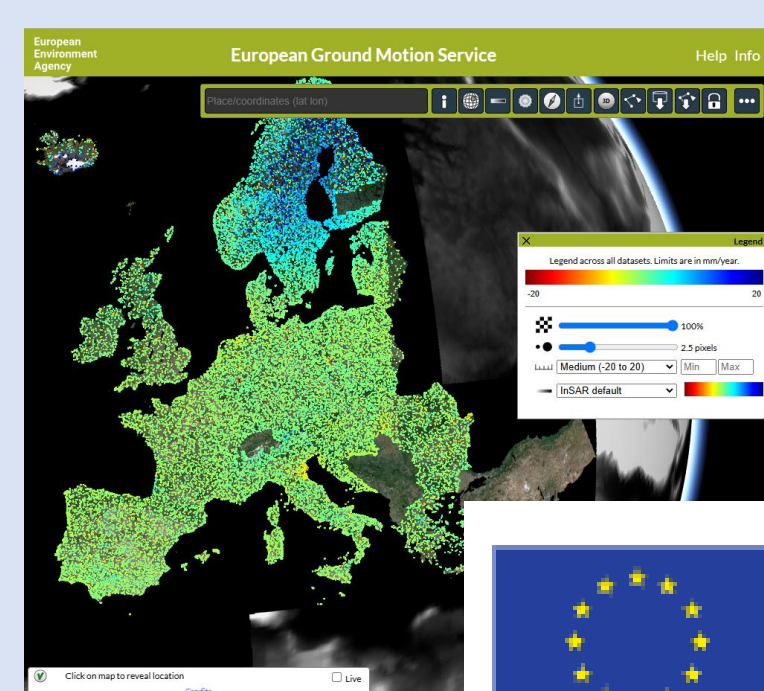 European
Environment
Agency
European Ground Motion Service
Help Info
Place/coordinates (lat lon)
i
3D
Legend
Legend across all datasets. Limits are in mm/year.
-20 20
100%
2.5 pixels
Medium (-20 to 20) Min Max
InSAR default
Click on map to reveal location Live
Credits